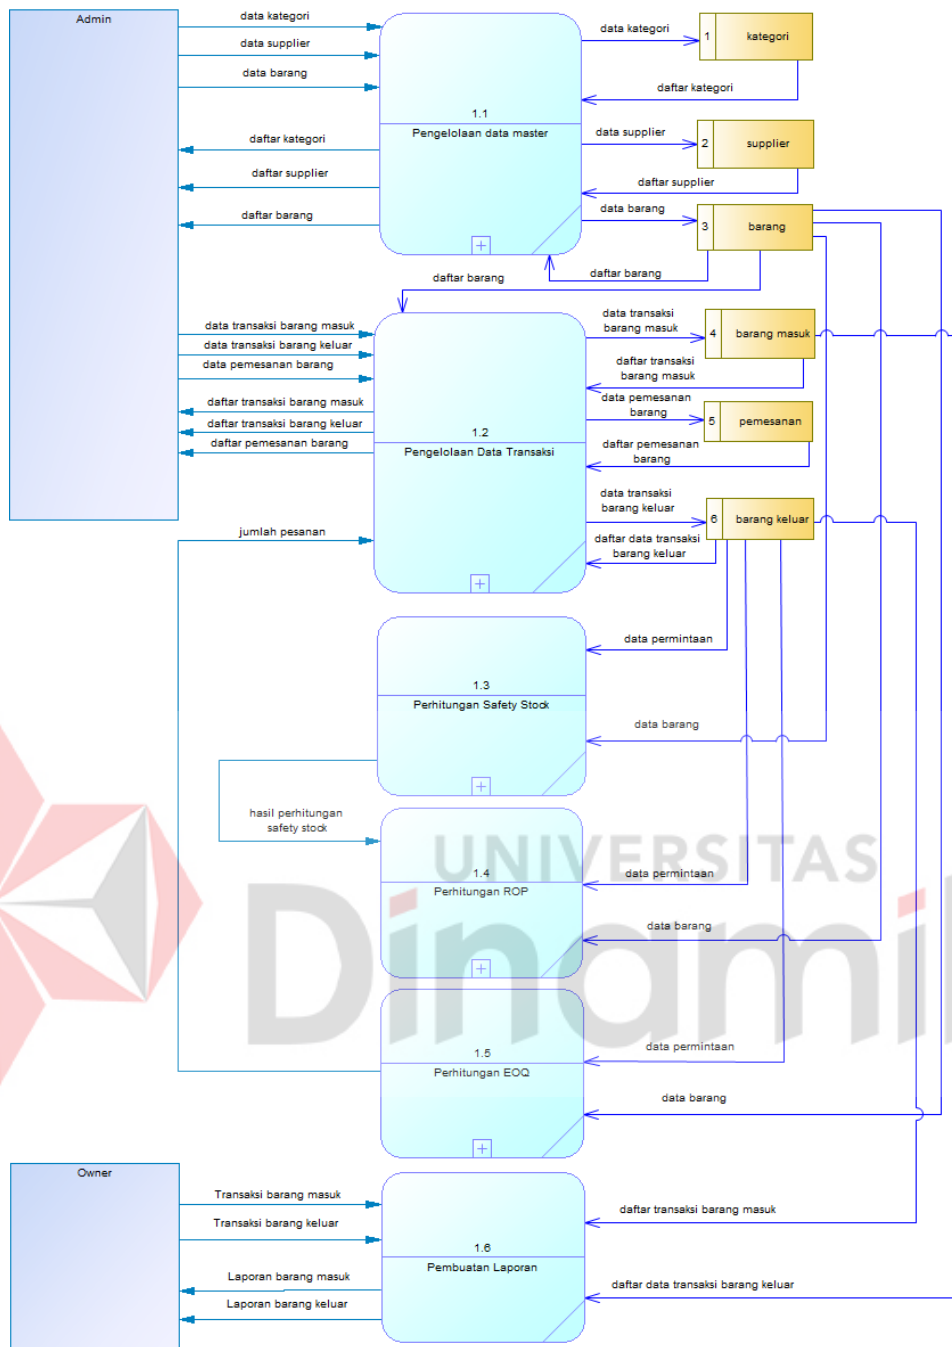 Admin
data kategori
data supplier
data barang
daftar kategori
daftar supplier
daftar barang
1.1
Pengelolaan data master
data kategori
1 kategori
daftar kategori
data supplier
2 supplier
daftar supplier
data barang
3 barang
daftar barang
daftar barang
data transaksi barang masuk
data transaksi barang keluar
data pemesanan barang
daftar transaksi barang masuk
daftar transaksi barang keluar
daftar pemesanan barang
jumlah pesanan
1.2
Pengelolaan Data Transaksi
data transaksi
barang masuk
4 barang masuk
daftar transaksi
barang masuk
data pemesanan
barang
5 pemesanan
daftar pemesanan
barang
data transaksi
barang keluar
6 barang keluar
daftar data transaksi
barang keluar
1.3
Perhitungan Safety Stock
data permintaan
data barang
hasil perhitungan
safety stock
UNIVERSITAS
Dinami
1.4
Perhitungan ROP
data permintaan
data barang
1.5
Perhitungan EOQ
data permintaan
data barang
Owner
Transaksi barang masuk
Transaksi barang keluar
Laporan barang masuk
Laporan barang keluar
1.6
Pembuatan Laporan
daftar transaksi barang masuk
daftar data transaksi barang keluar